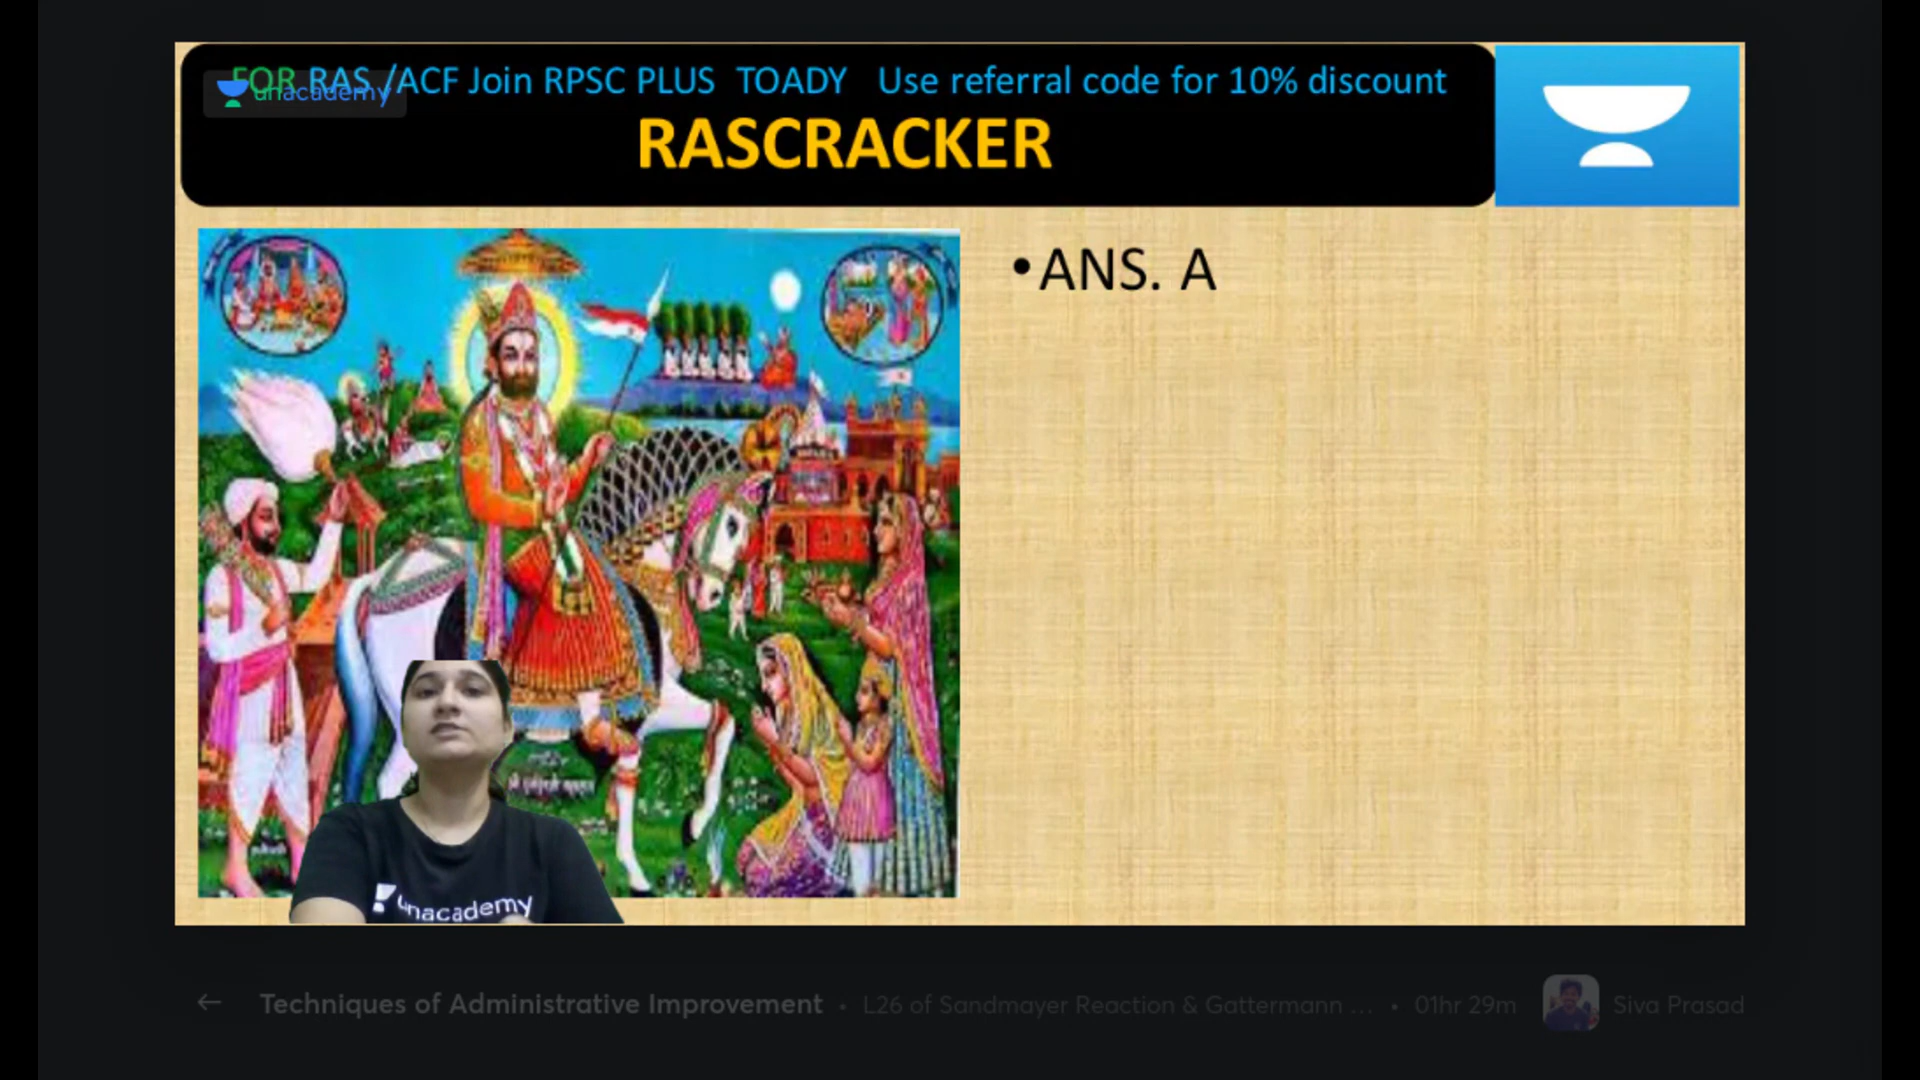 FOR RAS /ACF Join RPSC PLUS TOADY Use referral code for 10% discount
unacademy
RASCRACKER
•ANS. A
unacademy
Techniques of Administrative Improvement • L26 of Sandmayer Reaction & Gattermann ... • 01hr 29m Siva Prasad